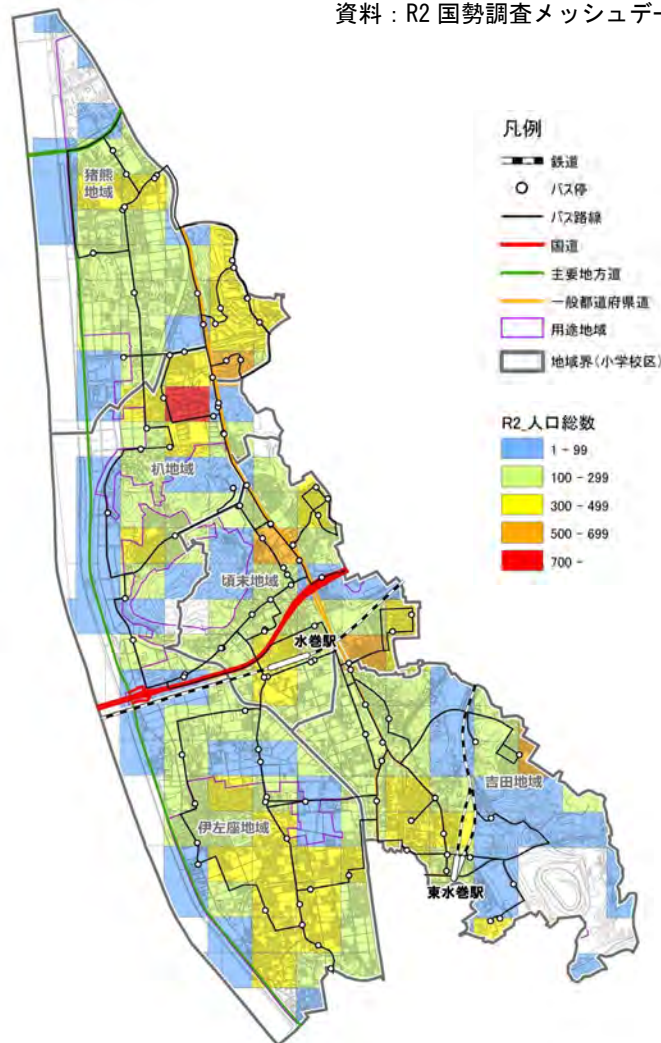 資料：R2 国勢調査メッシュデー
凡例
鉄道
バス停
バス路線
国道
主要地方道
一般都道府県道
用途地域
地域界(小学校区)
R2_人口総数
1 - 99
100 - 299
300 - 499
500 - 699
700 -
猪熊
地域
朳地域
頃末地域
水巻駅
吉田地域
伊左座地域
東水巻駅